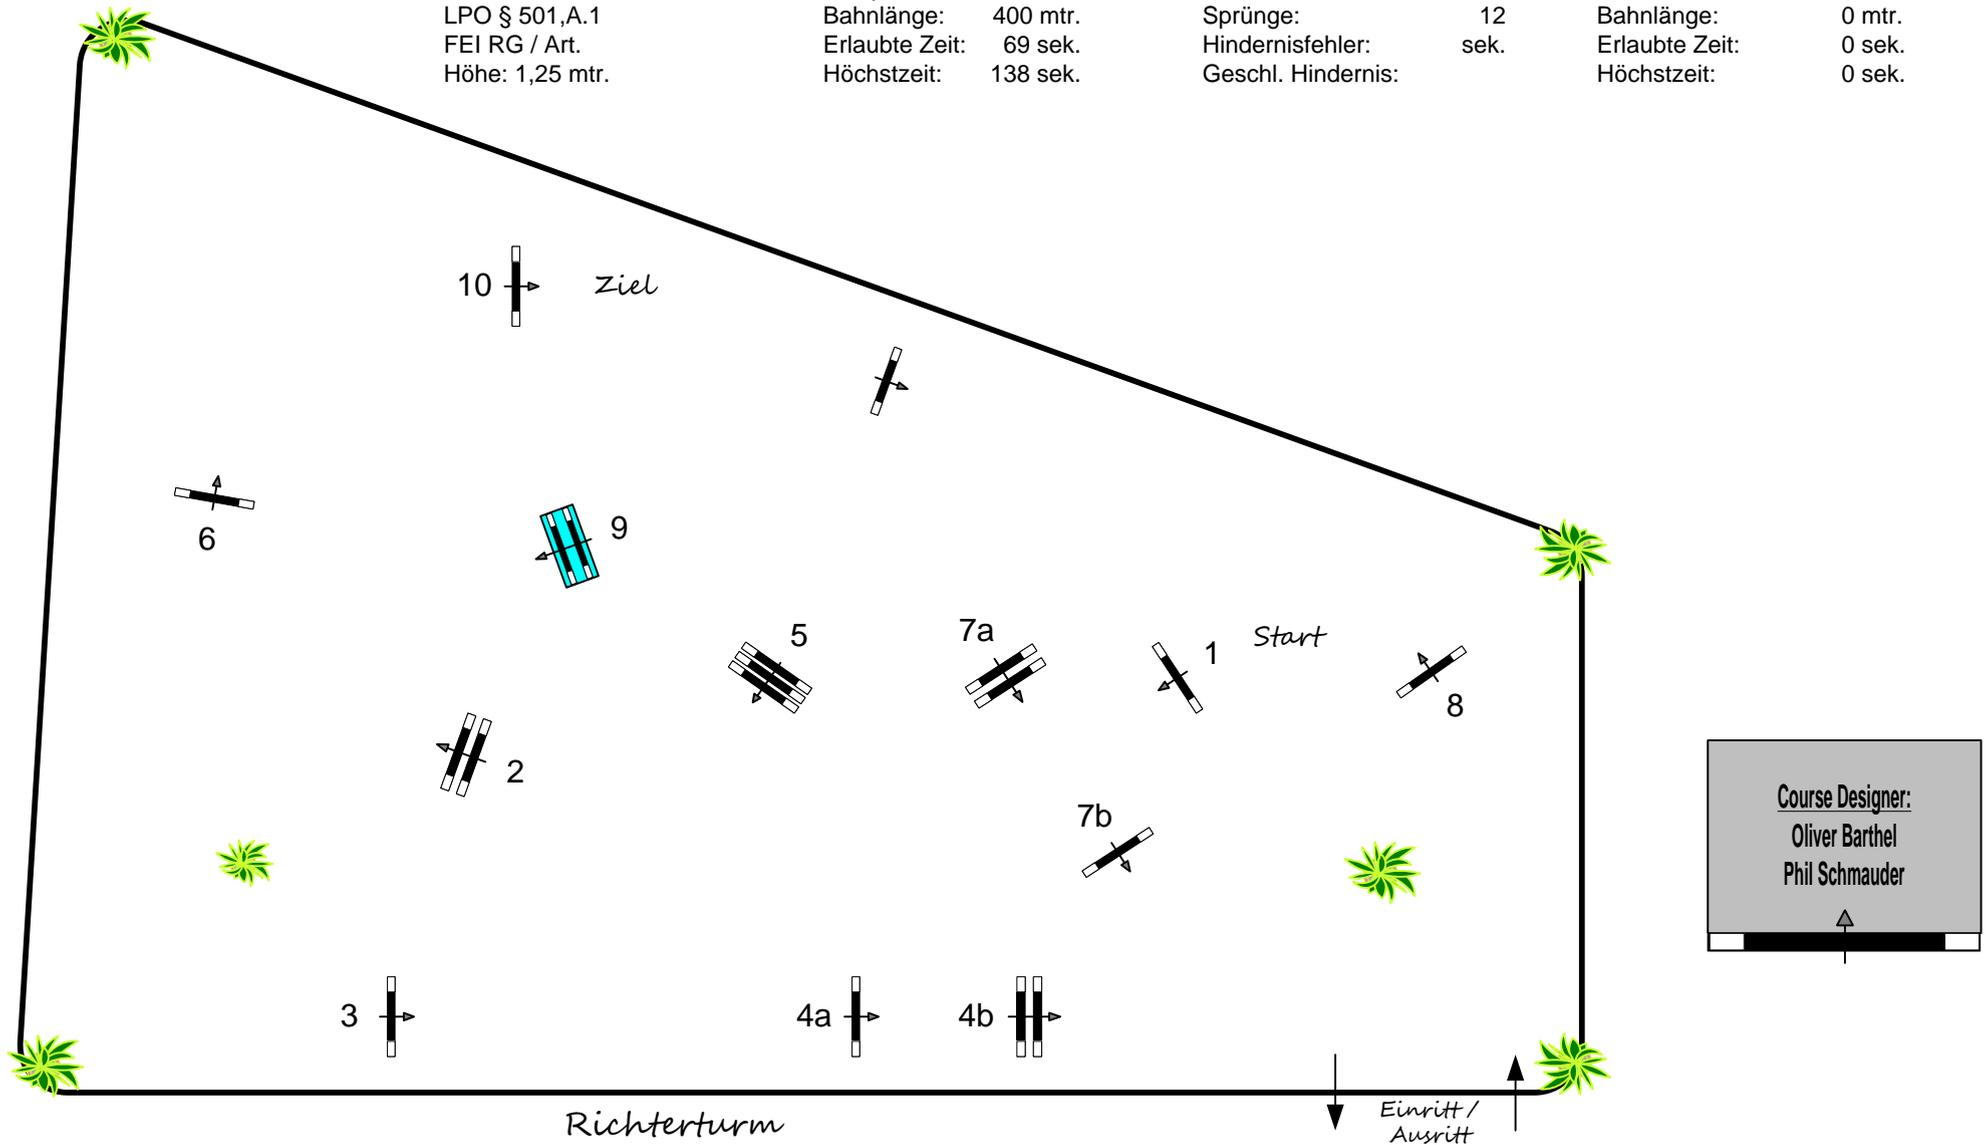 LPO § 501,A.1
FEI RG / Art.
Höhe: 1,25 mtr.
Bahnlänge: 400 mtr.
Erlaubte Zeit: 69 sek.
Höchstzeit: 138 sek.
Sprünge: 12
Hindernisfehler: sek.
Geschl. Hindernis:
Bahnlänge: 0 mtr.
Erlaubte Zeit: 0 sek.
Höchstzeit: 0 sek.
10
Ziel
6
9
5
7a
1
Start
8
2
7b
3
4a
4b
Course Designer:
Oliver Barthel
Phil Schmauder
Richterturm
Einritt /
Ausritt